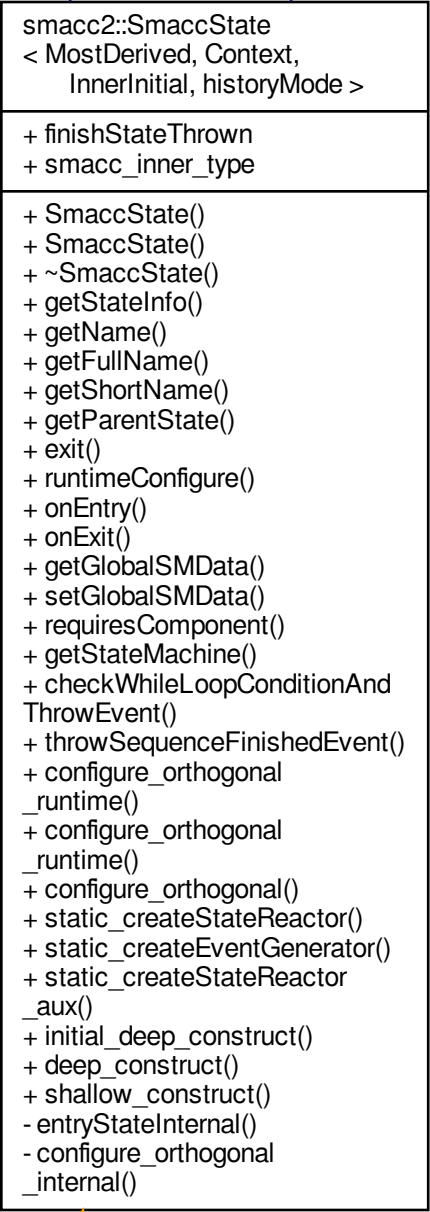 smacc2::SmaccState
< MostDerived, Context,
InnerInitial, historyMode >
+ finishStateThrown
+ smacc_inner_type
+ SmaccState()
+ SmaccState()
+ ~SmaccState()
+ getStateInfo()
+ getName()
+ getFullName()
+ getShortName()
+ getParentState()
+ exit()
+ runtimeConfigure()
+ onEntry()
+ onExit()
+ getGlobalSMData()
+ setGlobalSMData()
+ requiresComponent()
+ getStateMachine()
+ checkWhileLoopConditionAnd
ThrowEvent()
+ throwSequenceFinishedEvent()
+ configure_orthogonal
_runtime()
+ configure_orthogonal
_runtime()
+ configure_orthogonal()
+ static_createStateReactor()
+ static_createEventGenerator()
+ static_createStateReactor
_aux()
+ initial_deep_construct()
+ deep_construct()
+ shallow_construct()
- entryStateInternal()
- configure_orthogonal
_internal()